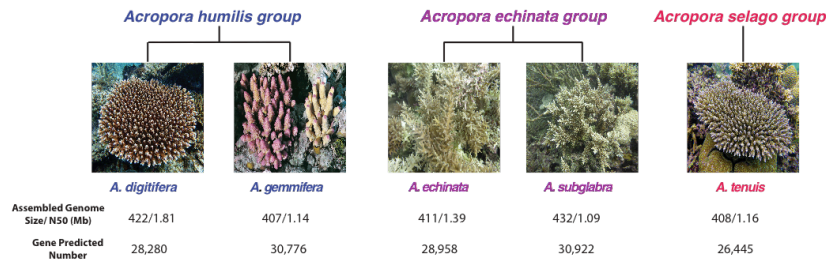 Acropora humilis group Acropora echinata group Acropora selago group
A. digitifera A. gemmifera A. echinata A. subglabra A. tenuis
Assembled Genome
Size/ N50 (Mb) 422/1.81 407/1.14 411/1.39 432/1.09 408/1.16
Gene Predicted
Number 28,280 30,776 28,958 30,922 26,445